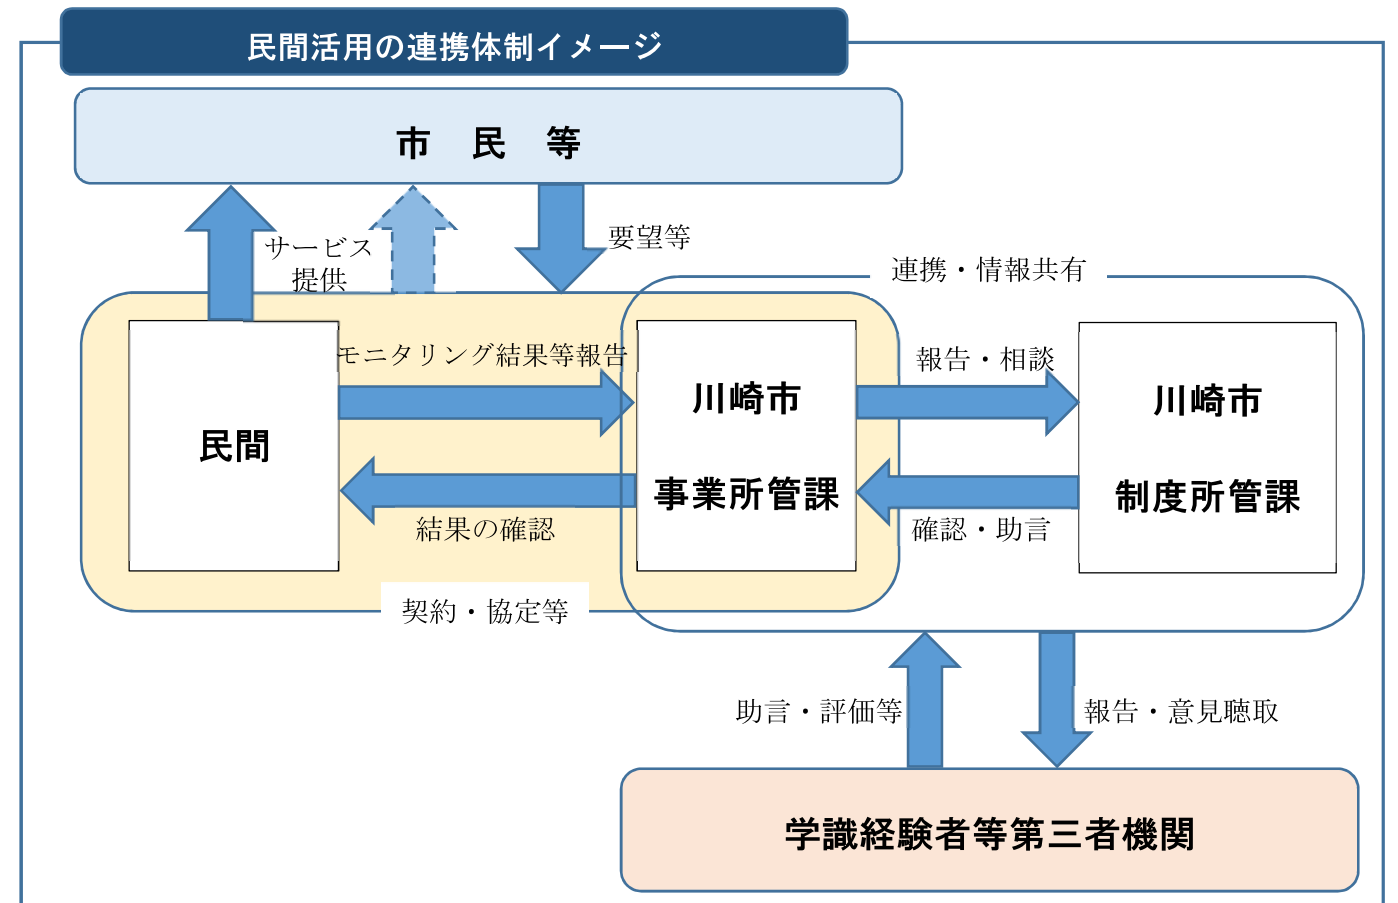 民間活用の連携体制イメージ
市　民　等
サービス
提供
要望等
連携・情報共有
モニタリング結果等報告
報告・相談
民間
川崎市
事業所管課
川崎市
制度所管課
結果の確認
確認・助言
契約・協定等
助言・評価等
報告・意見聴取
学識経験者等第三者機関